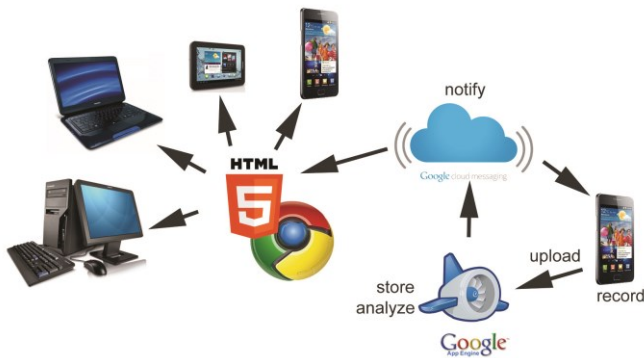 notify
HTML
5
Google cloud messaging
upload
store
analyze
record
Google
App Engine